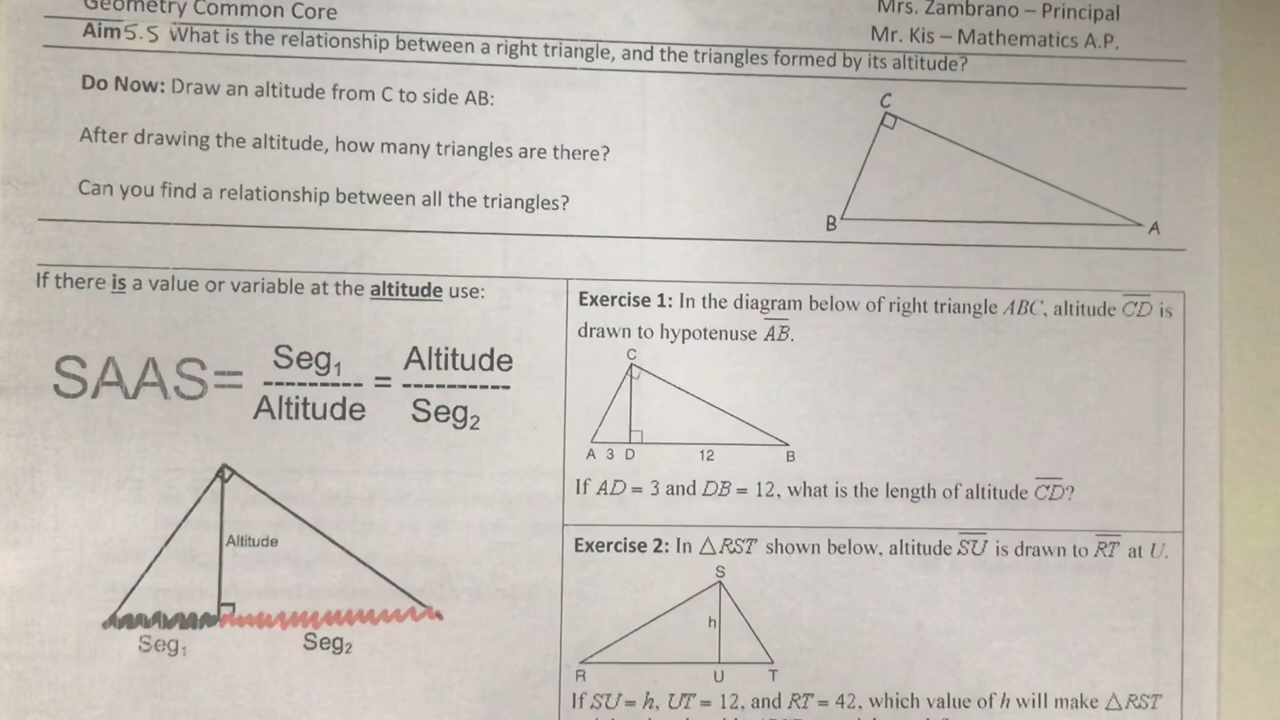 Geometry Common Core
Mrs. Zambrano – Principal
Mr. Kis – Mathematics A.P.
Aim 5.5 What is the relationship between a right triangle, and the triangles formed by its altitude?
Do Now: Draw an altitude from C to side AB:
After drawing the altitude, how many triangles are there?
Can you find a relationship between all the triangles?
C
B
A
If there is a value or variable at the altitude use:
SAAS= Seg₁ / Altitude = Altitude / Seg₂
Altitude
Seg₁
Seg₂
Exercise 1: In the diagram below of right triangle ABC, altitude CD is
drawn to hypotenuse AB.
C
A 3 D 12 B
If AD = 3 and DB = 12, what is the length of altitude CD?
Exercise 2: In △RST shown below, altitude SU is drawn to RT at U.
S
h
R U T
If SU = h, UT = 12, and RT = 42, which value of h will make △RST